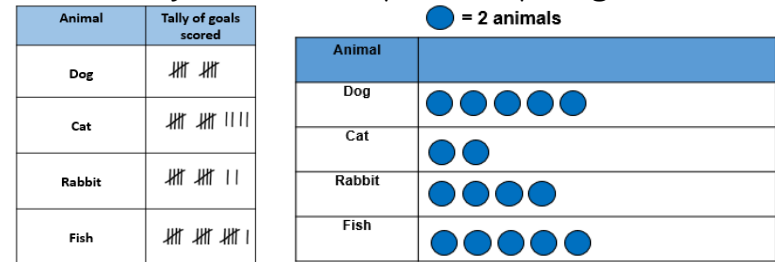 Animal
Tally of goals
scored
Dog
Cat
Rabbit
Fish
= 2 animals
Animal
Dog
Cat
Rabbit
Fish